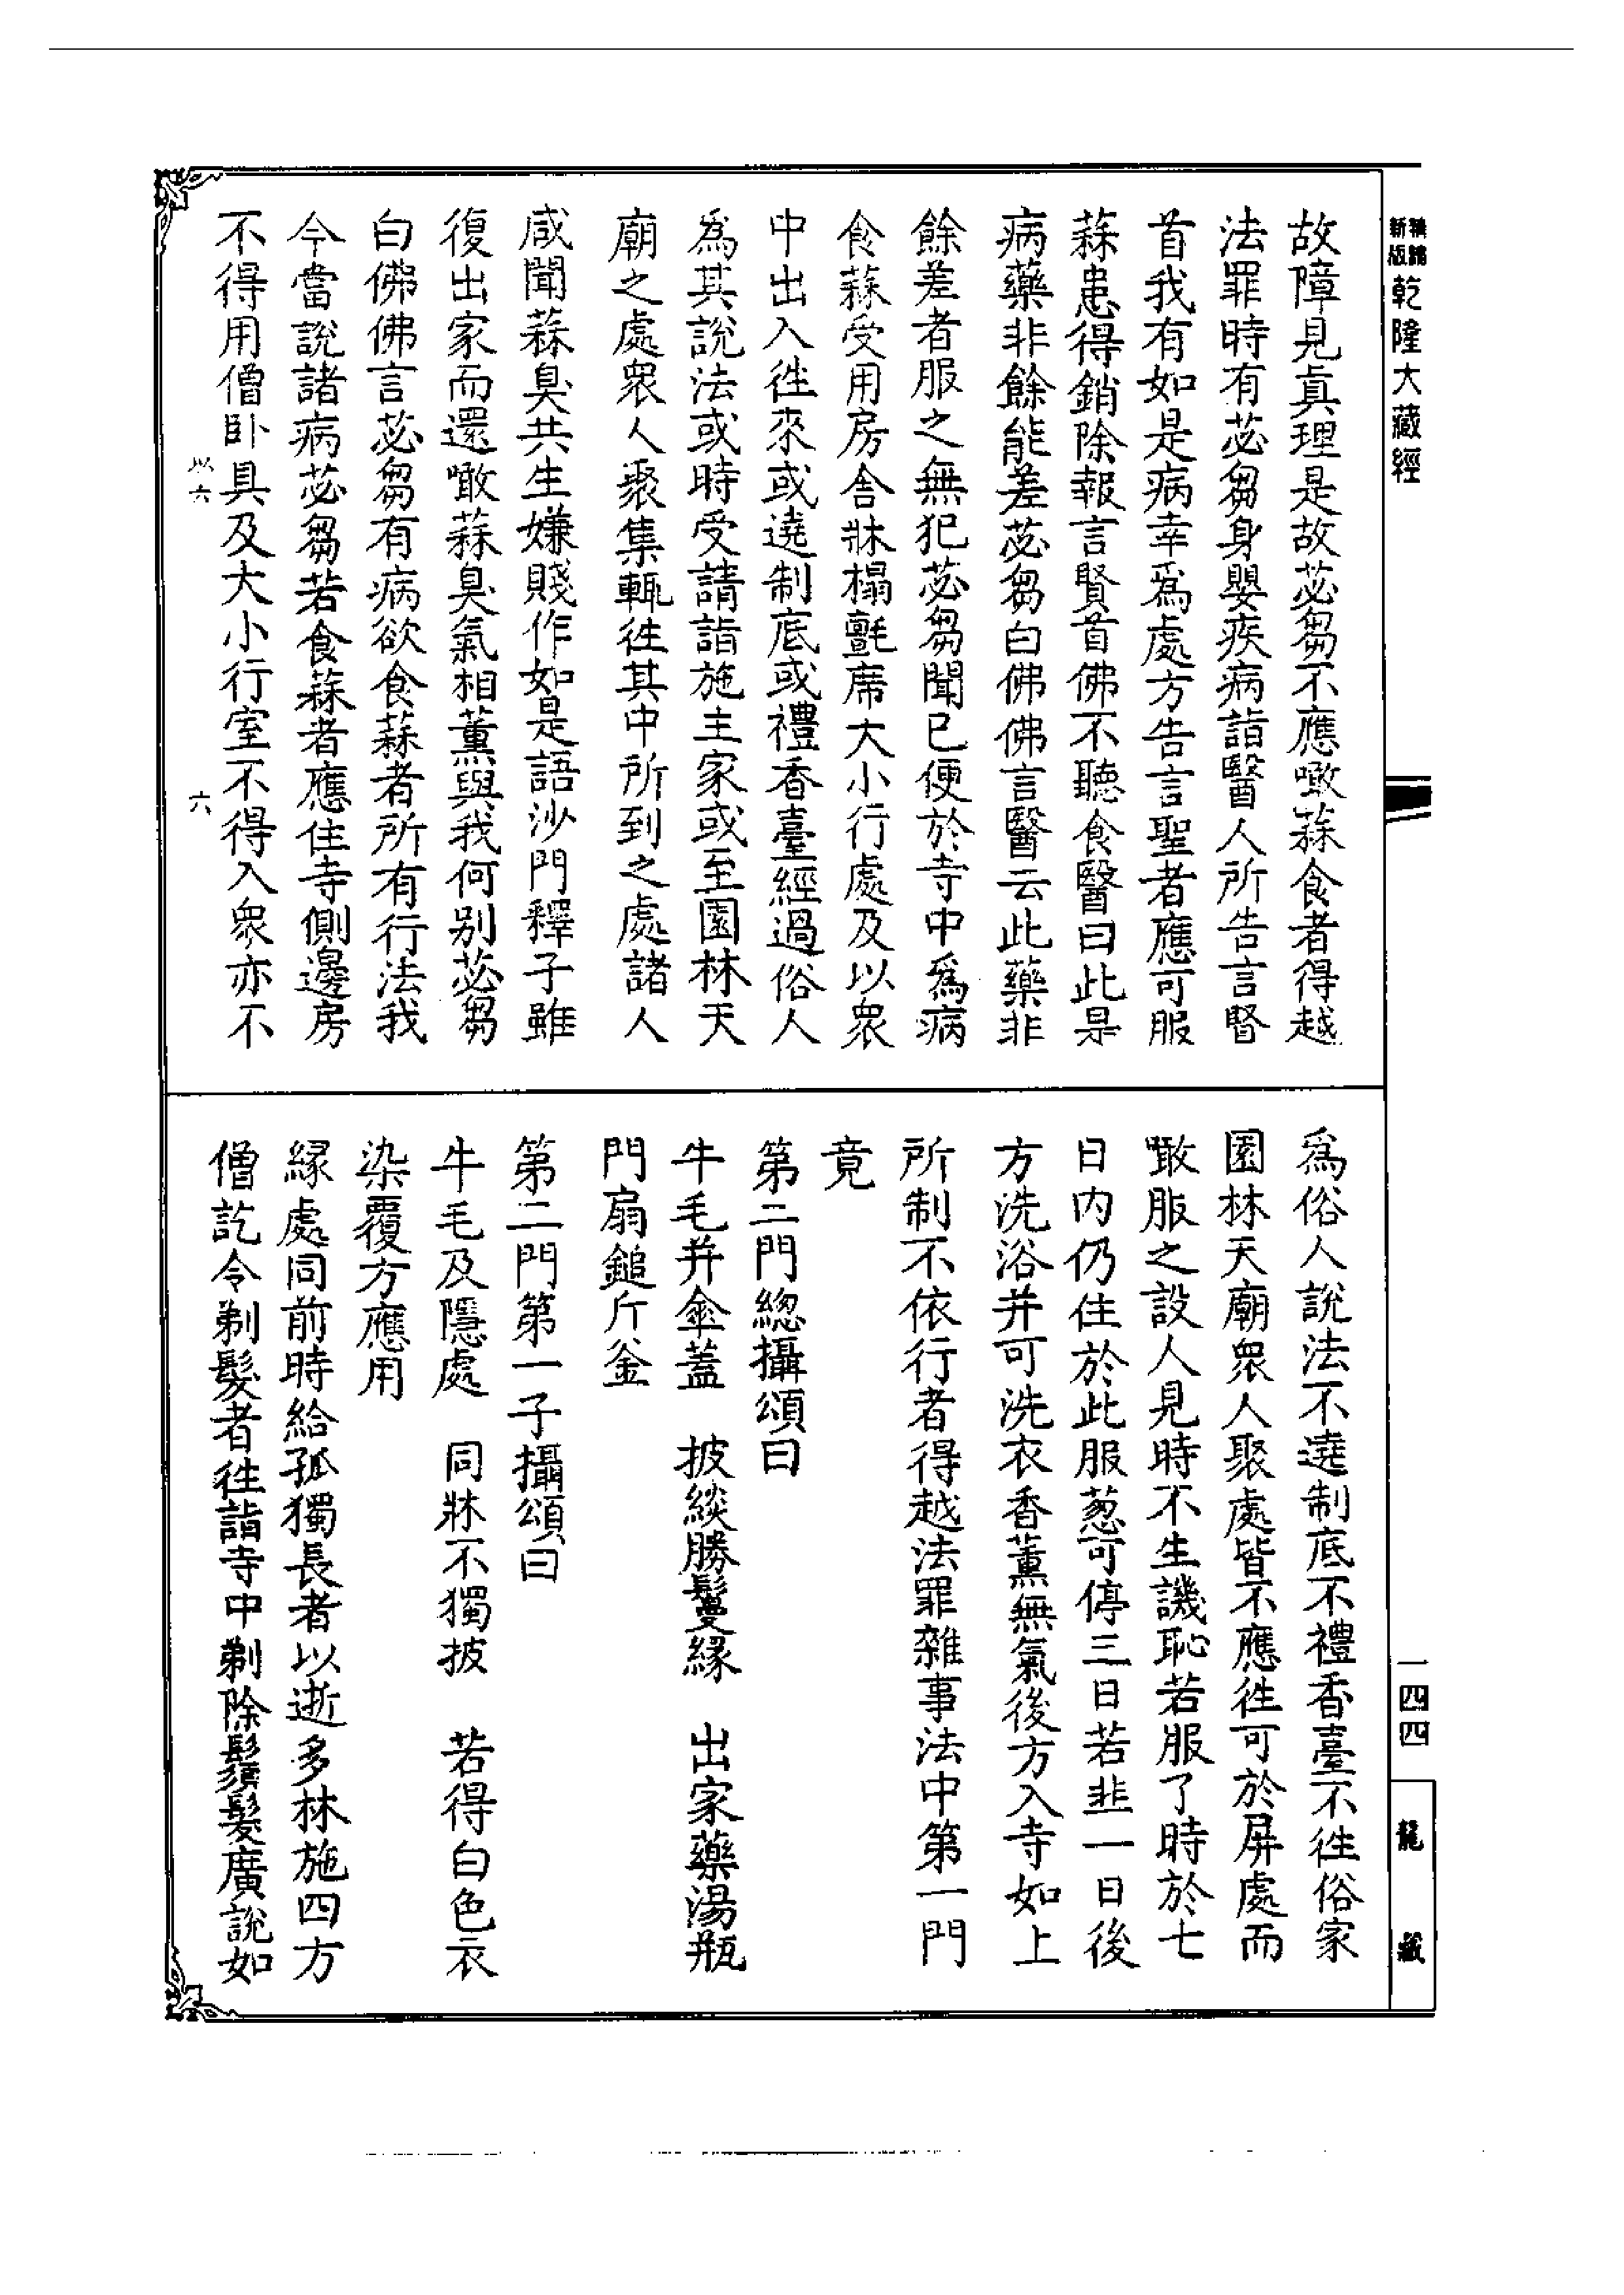 新編縮版
乾隆大藏經
故障見真理是故苾芻不應噉蒜食者得越
法罪時有苾芻身嬰疾病詣醫人所告言醫
首我有如是病幸為處方告言聖者應可服
蒜患得銷除報言賢首佛不聽食醫曰此是
病藥非餘能差苾芻白佛佛言醫云此藥非
餘差者服之無犯苾芻聞已便於寺中為病
食蒜受用房舍牀榻氈席大小行處及以眾
中出入徃來或遶制底或禮香臺經過俗人
為其說法或時受請詣施主家或至園林天
廟之處眾人聚集輒徃其中所到之處諸人
咸聞蒜臭共生嫌賤作如是語沙門釋子雖
復出家而還噉蒜臭氣相薰與我何別苾芻
白佛佛言苾芻有病欲食蒜者所有行法我
今當說諸病苾芻若食蒜者應住寺側邊房
不得用僧卧具及大小行室不得入眾亦不
以六
六
為俗人說法不遶制底不禮香臺不徃俗家
園林天廟眾人聚處皆不應徃可於屏處而
噉服之設人見時不生譏恥若服了時於七
日內仍住於此服葱可停三日若韭一日後
方洗浴并可洗衣香薰無氣後方入寺如上
所制不依行者得越法罪雜事法中第一門
竟
第二門總攝頌曰
牛毛并傘蓋 披緂勝鬘緣 出家藥湯瓶
門扇鎚斤釜
第二門第一子攝頌曰
牛毛及隱處 同牀不獨披 若得白色衣
染覆方應用
緣處同前時給孤獨長者以逝多林施四方
僧訖令剃髮者徃詣寺中剃除鬚髮廣說如
一四四
龍藏